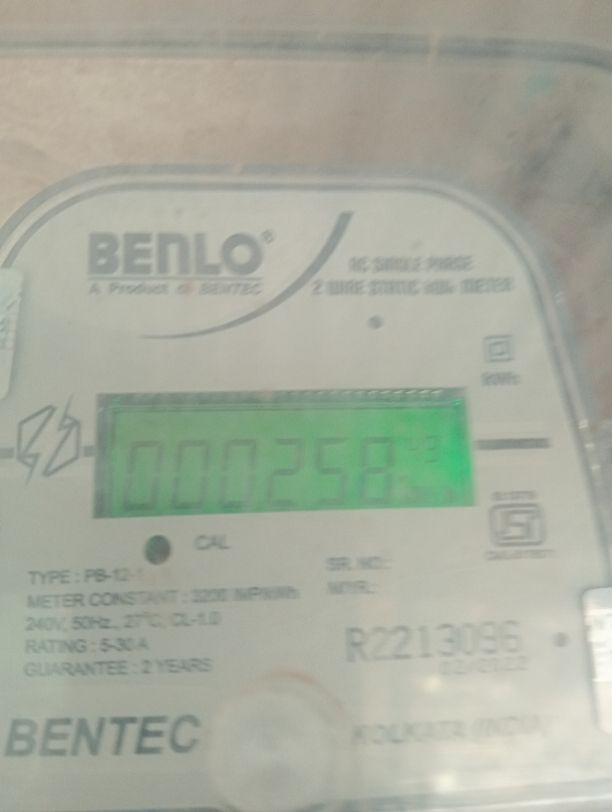 BENLO®
A Product of BENTEC
AC SINGLE PHASE
2 WIRE STATIC kWh METER
kWh
000258
CAL
TYPE : PB-12-1
METER CONSTANT : 3200 IMP/kWh
240V, 50Hz., 27°C, CL-1.0
RATING : 5-30 A
GUARANTEE : 2 YEARS
SR. NO.:
M/YR.:
R2213096
BENTEC
KOLKATA (INDIA)